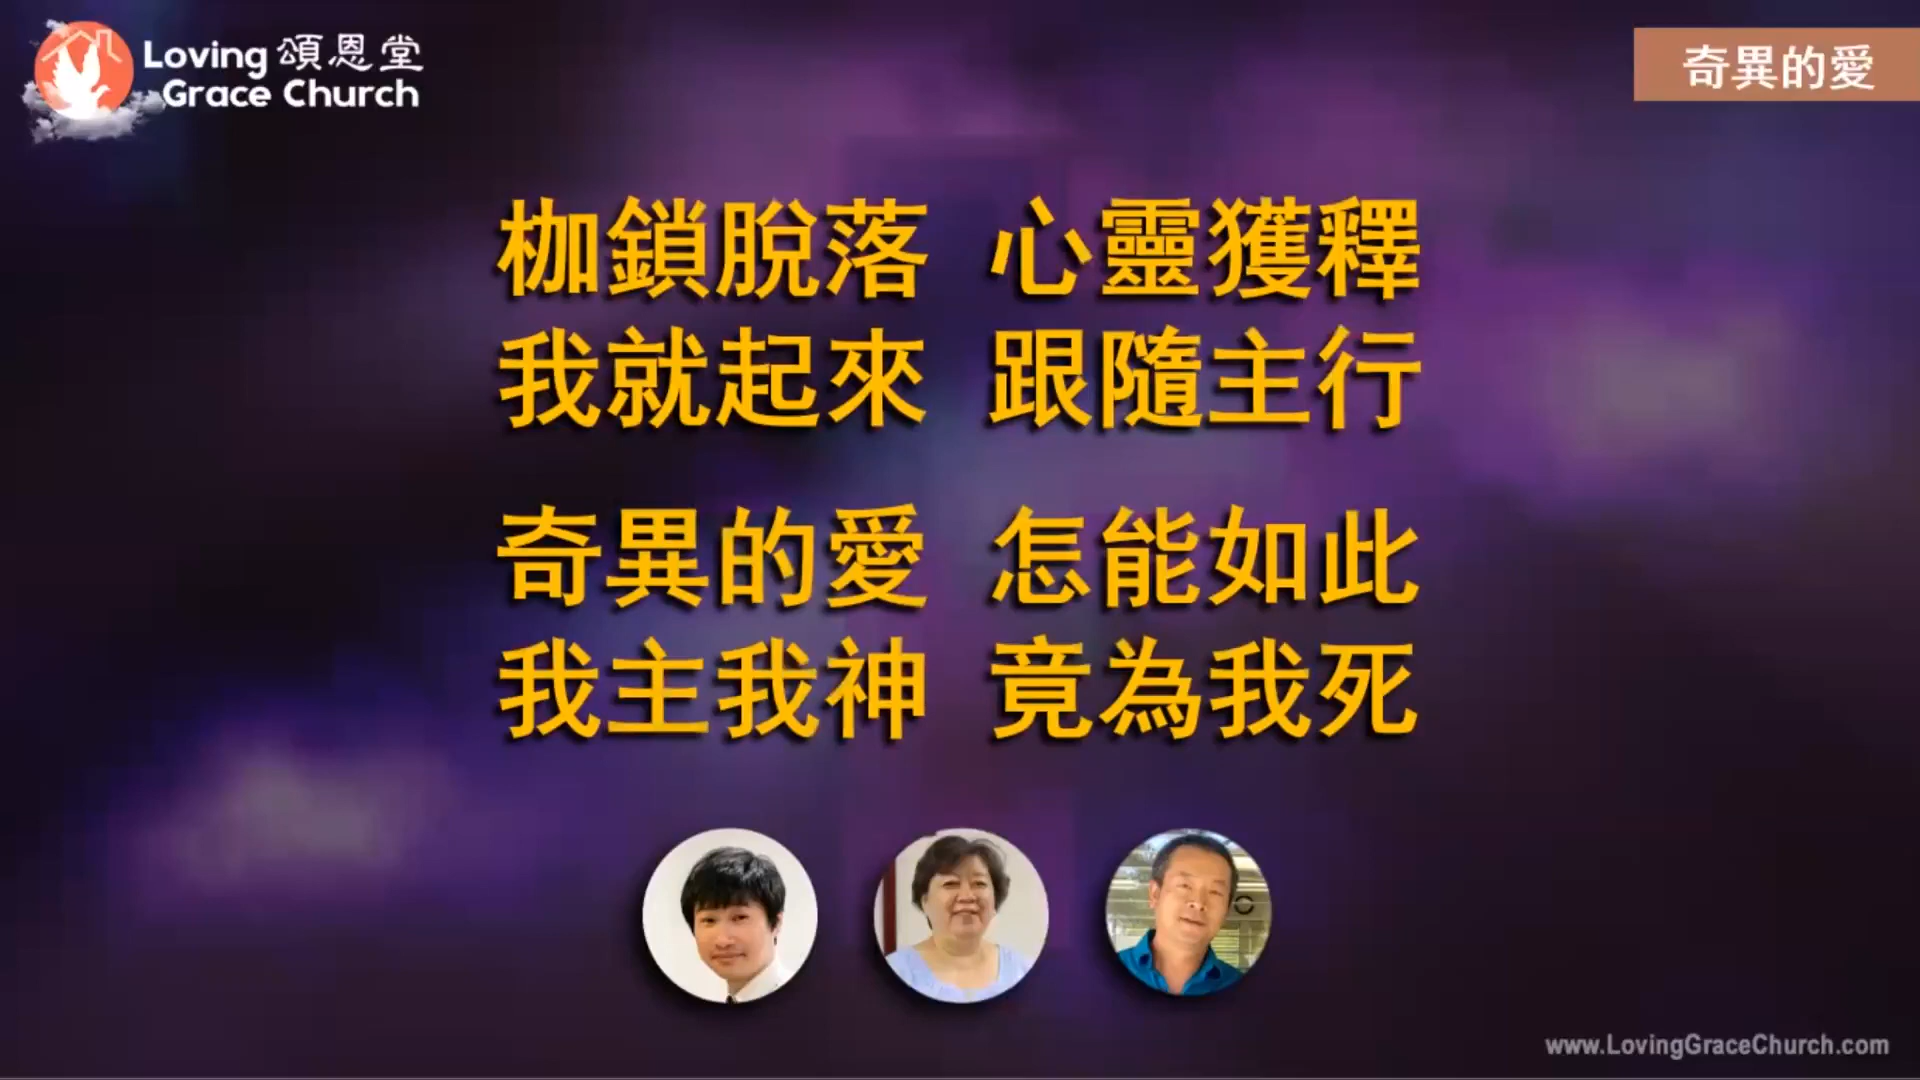 Loving 頌恩堂
Grace Church
奇異的愛
枷鎖脫落 心靈獲釋
我就起來 跟隨主行
奇異的愛 怎能如此
我主我神 竟為我死
www.LovingGraceChurch.com